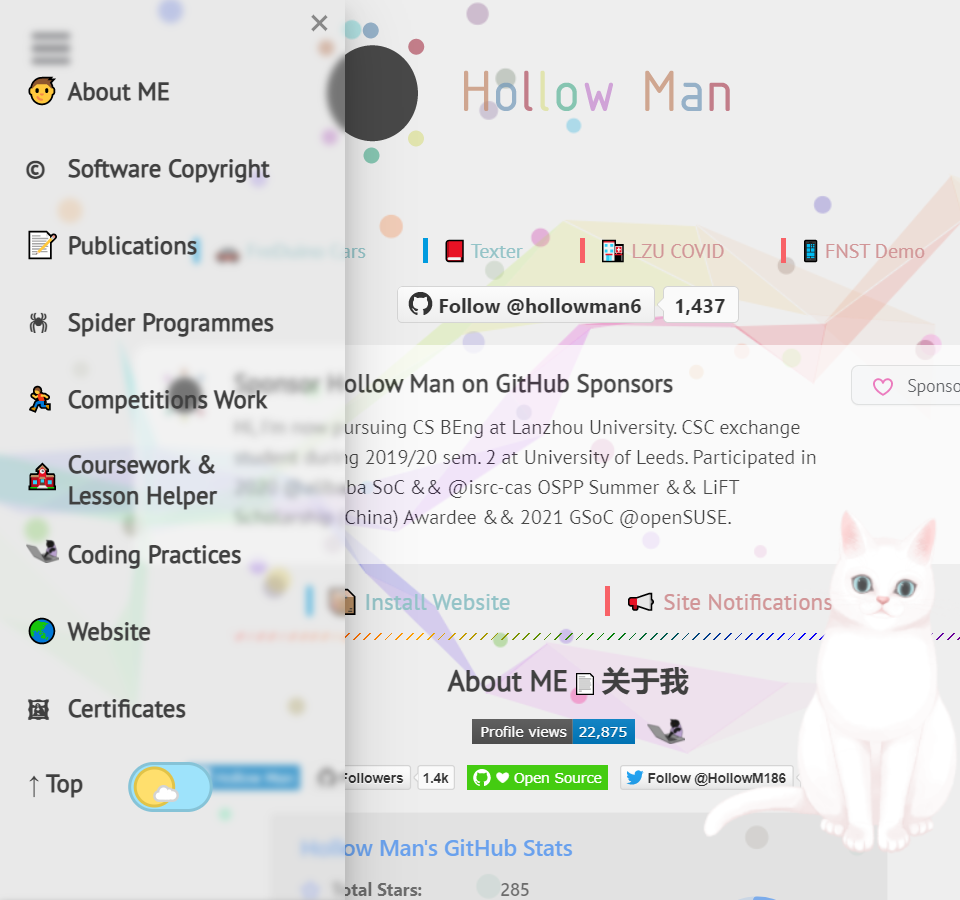 ×
About ME
© Software Copyright
Publications
Spider Programmes
Competitions Work
Coursework &
Lesson Helper
Coding Practices
Website
Certificates
↑ Top
Hollow Man
Cars
Texter
LZU COVID
FNST Demo
Follow @hollowman6
1,437
Sponsor Hollow Man on GitHub Sponsors
Sponso
Hi, I'm now pursuing CS BEng at Lanzhou University. CSC exchange
student during 2019/20 sem. 2 at University of Leeds. Participated in
2020 @alibaba SoC && @isrc-cas OSPP Summer && LiFT
Scholarship (China) Awardee && 2021 GSoC @openSUSE.
Install Website
Site Notifications
About ME 关于我
Profile views 22,875
Hollow Man
Followers
1.4k
Open Source
Follow @HollowM186
Hollow Man's GitHub Stats
Total Stars: 285